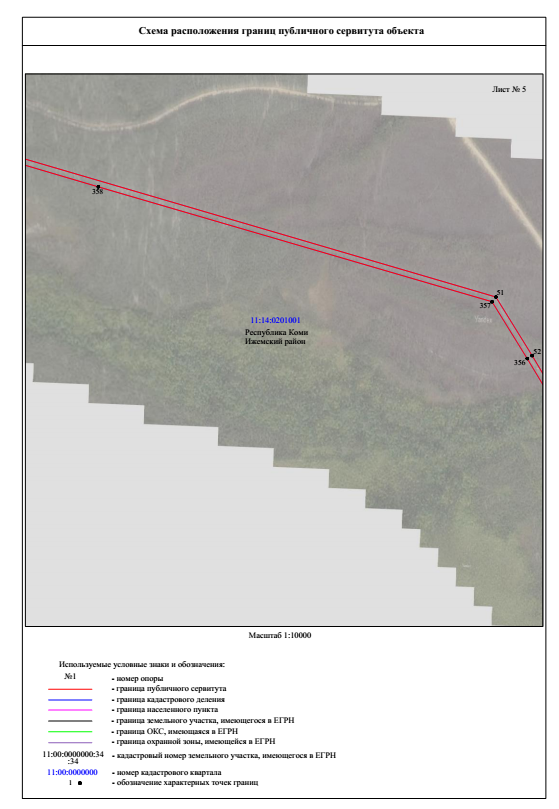 Схема расположения границ публичного сервитута объекта
Лист № 5
358
51
357
11:14:0201001
Республика Коми
Ижемский район
52
356
Масштаб 1:10000
Используемые условные знаки и обозначения:
№1 - номер опоры
- граница публичного сервитута
- граница кадастрового деления
- граница населенного пункта
- граница земельного участка, имеющегося в ЕГРН
- граница ОКС, имеющаяся в ЕГРН
- граница охранной зоны, имеющейся в ЕГРН
11:00:0000000:34 - кадастровый номер земельного участка, имеющегося в ЕГРН
:34
11:00:0000000 - номер кадастрового квартала
1 - обозначение характерных точек границ